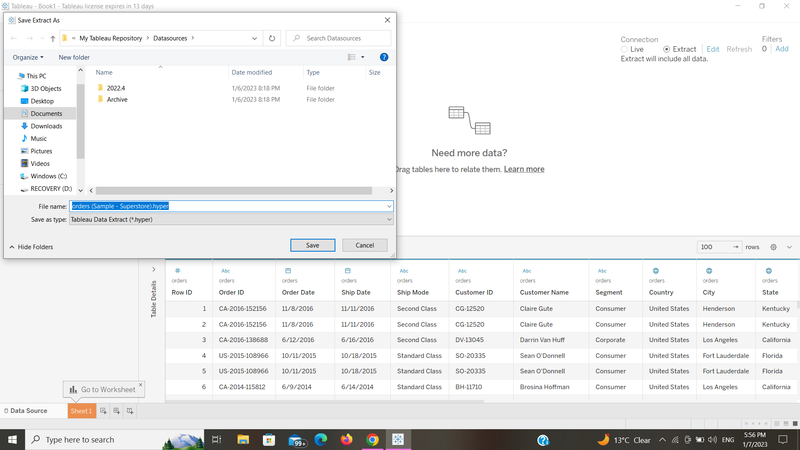 Tableau - Book1 - Tableau license expires in 13 days
Save Extract As
« My Tableau Repository › Datasources ›
Search Datasources
Organize
New folder
This PC
3D Objects
Desktop
Documents
Downloads
Music
Pictures
Videos
Windows (C:)
RECOVERY (D:)
Name Date modified Type Size
2022.4 1/6/2023 8:18 PM File folder
Archive 1/6/2023 8:18 PM File folder
File name: orders (Sample - Superstore).hyper
Save as type: Tableau Data Extract (*.hyper)
Hide Folders
Save
Cancel
Connection
Live Extract Edit Refresh
Extract will include all data.
Filters
0 Add
Need more data?
Drag tables here to relate them. Learn more
100 → rows
Table Details
# Abc Abc Abc Abc Abc
orders orders orders orders orders orders orders orders orders orders orders
Row ID Order ID Order Date Ship Date Ship Mode Customer ID Customer Name Segment Country City State
1 CA-2016-152156 11/8/2016 11/11/2016 Second Class CG-12520 Claire Gute Consumer United States Henderson Kentucky
2 CA-2016-152156 11/8/2016 11/11/2016 Second Class CG-12520 Claire Gute Consumer United States Henderson Kentucky
3 CA-2016-138688 6/12/2016 6/16/2016 Second Class DV-13045 Darrin Van Huff Corporate United States Los Angeles California
4 US-2015-108966 10/11/2015 10/18/2015 Standard Class SO-20335 Sean O'Donnell Consumer United States Fort Lauderdale Florida
5 US-2015-108966 10/11/2015 10/18/2015 Standard Class SO-20335 Sean O'Donnell Consumer United States Fort Lauderdale Florida
6 CA-2014-115812 6/9/2014 6/14/2014 Standard Class BH-11710 Brosina Hoffman Consumer United States Los Angeles California
Go to Worksheet
Data Source
Sheet 1
Type here to search
99+
13°C Clear
ENG
5:56 PM
1/7/2023